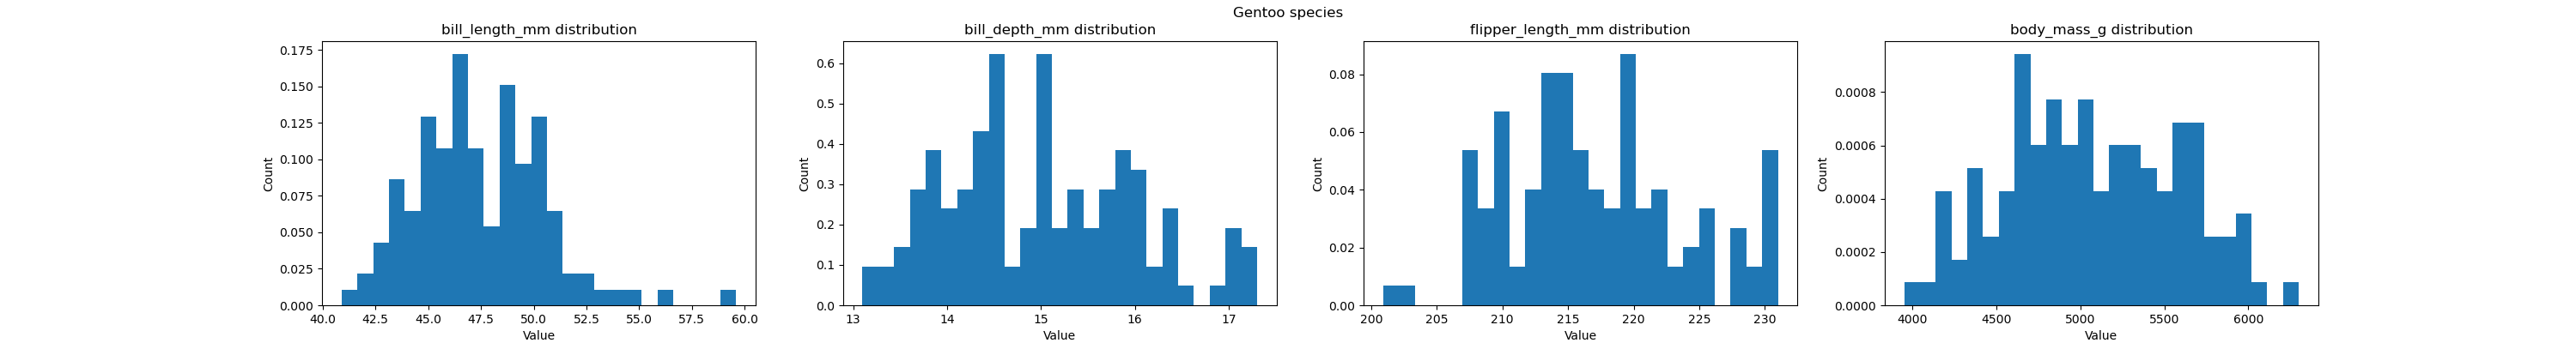 Gentoo species
bill_length_mm distribution
0.175
0.150
0.125
0.100
0.075
0.050
0.025
0.000
Count
40.0 42.5 45.0 47.5 50.0 52.5 55.0 57.5 60.0
Value
bill_depth_mm distribution
0.6
0.5
0.4
0.3
0.2
0.1
0.0
Count
13 14 15 16 17
Value
flipper_length_mm distribution
0.08
0.06
0.04
0.02
0.00
Count
200 205 210 215 220 225 230
Value
body_mass_g distribution
0.0008
0.0006
0.0004
0.0002
0.0000
Count
4000 4500 5000 5500 6000
Value